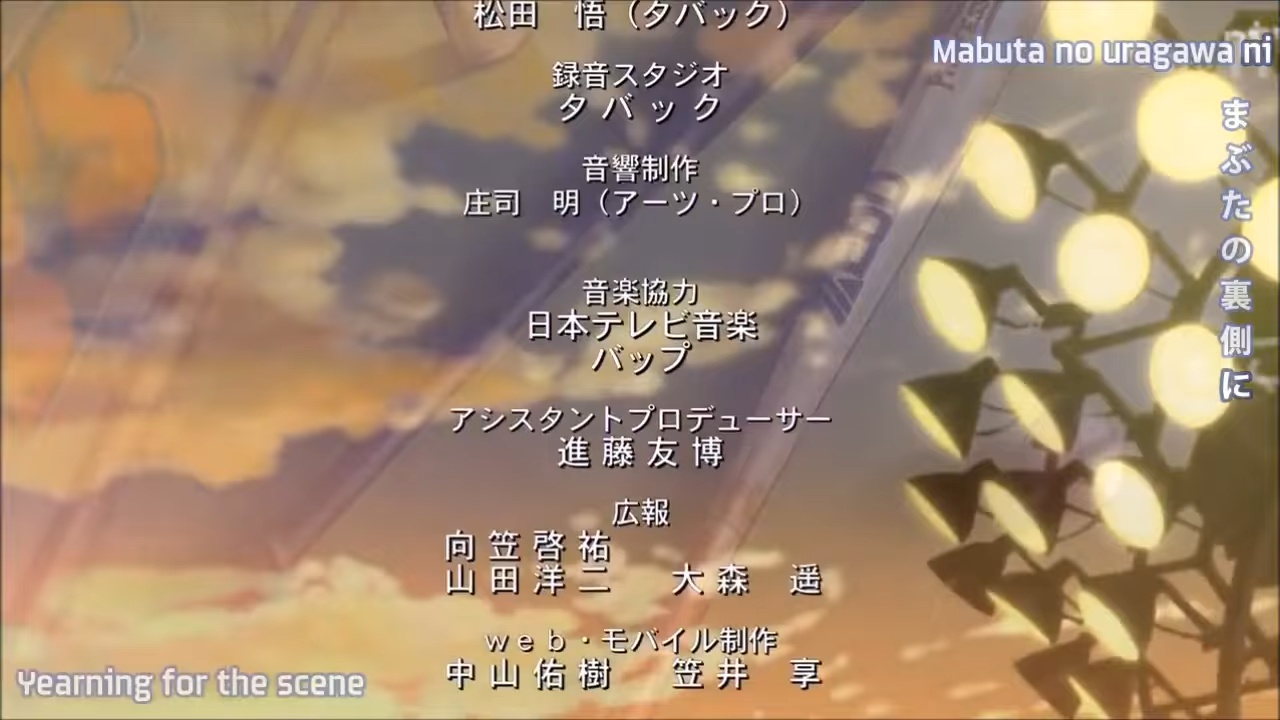 松田 悟（タバック）
録音スタジオ
タバック
音響制作
庄司 明（アーツ・プロ）
音楽協力
日本テレビ音楽
バップ
アシスタントプロデューサー
進藤友博
広報
向笠啓祐
山田洋二 大森 遥
ｗｅｂ・モバイル制作
中山佑樹 笠井 享
Mabuta no uragawa ni
まぶたの裏側に
Yearning for the scene